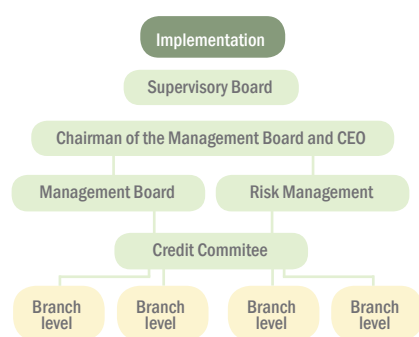 Implementation
Supervisory Board
Chairman of the Management Board and CEO
Management Board
Risk Management
Credit Commitee
Branch
level
Branch
level
Branch
level
Branch
level